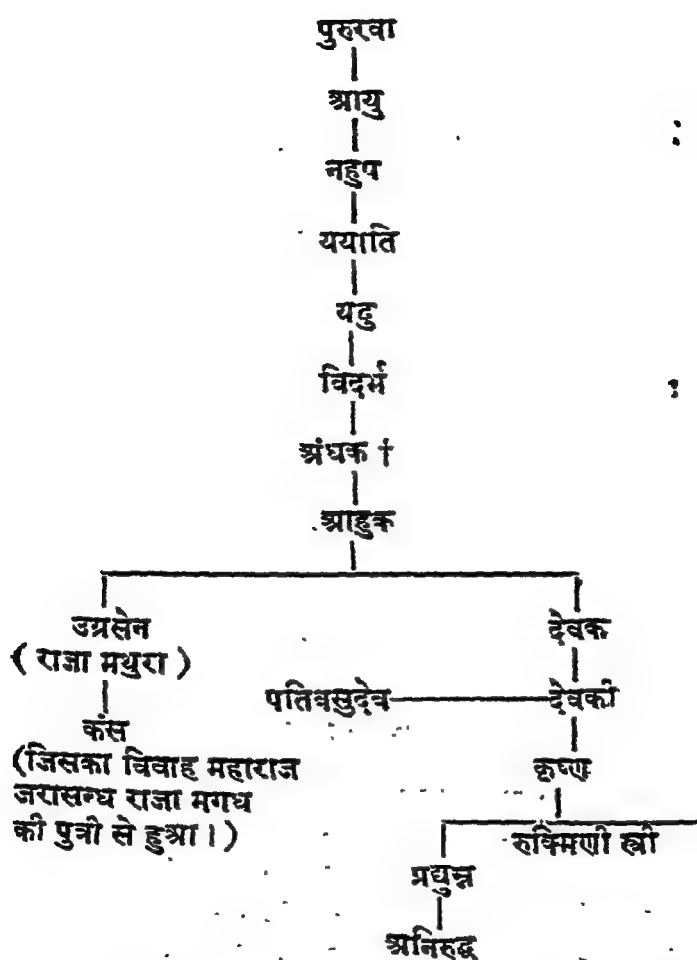 पुरुरवा
आयु
नहुष
ययाति
यदु
विदर्भ
अंधक †
आहुक
उग्रसेन
( राजा मथुरा )
देवक
पतिवसुदेव
देवकी
कंस
(जिसका विवाह महाराज
जरासन्ध राजा मगध
की पुत्री से हुआ।)
कृष्ण
रुक्मिणी स्त्री
प्रद्युम्न
अनिरुद्ध